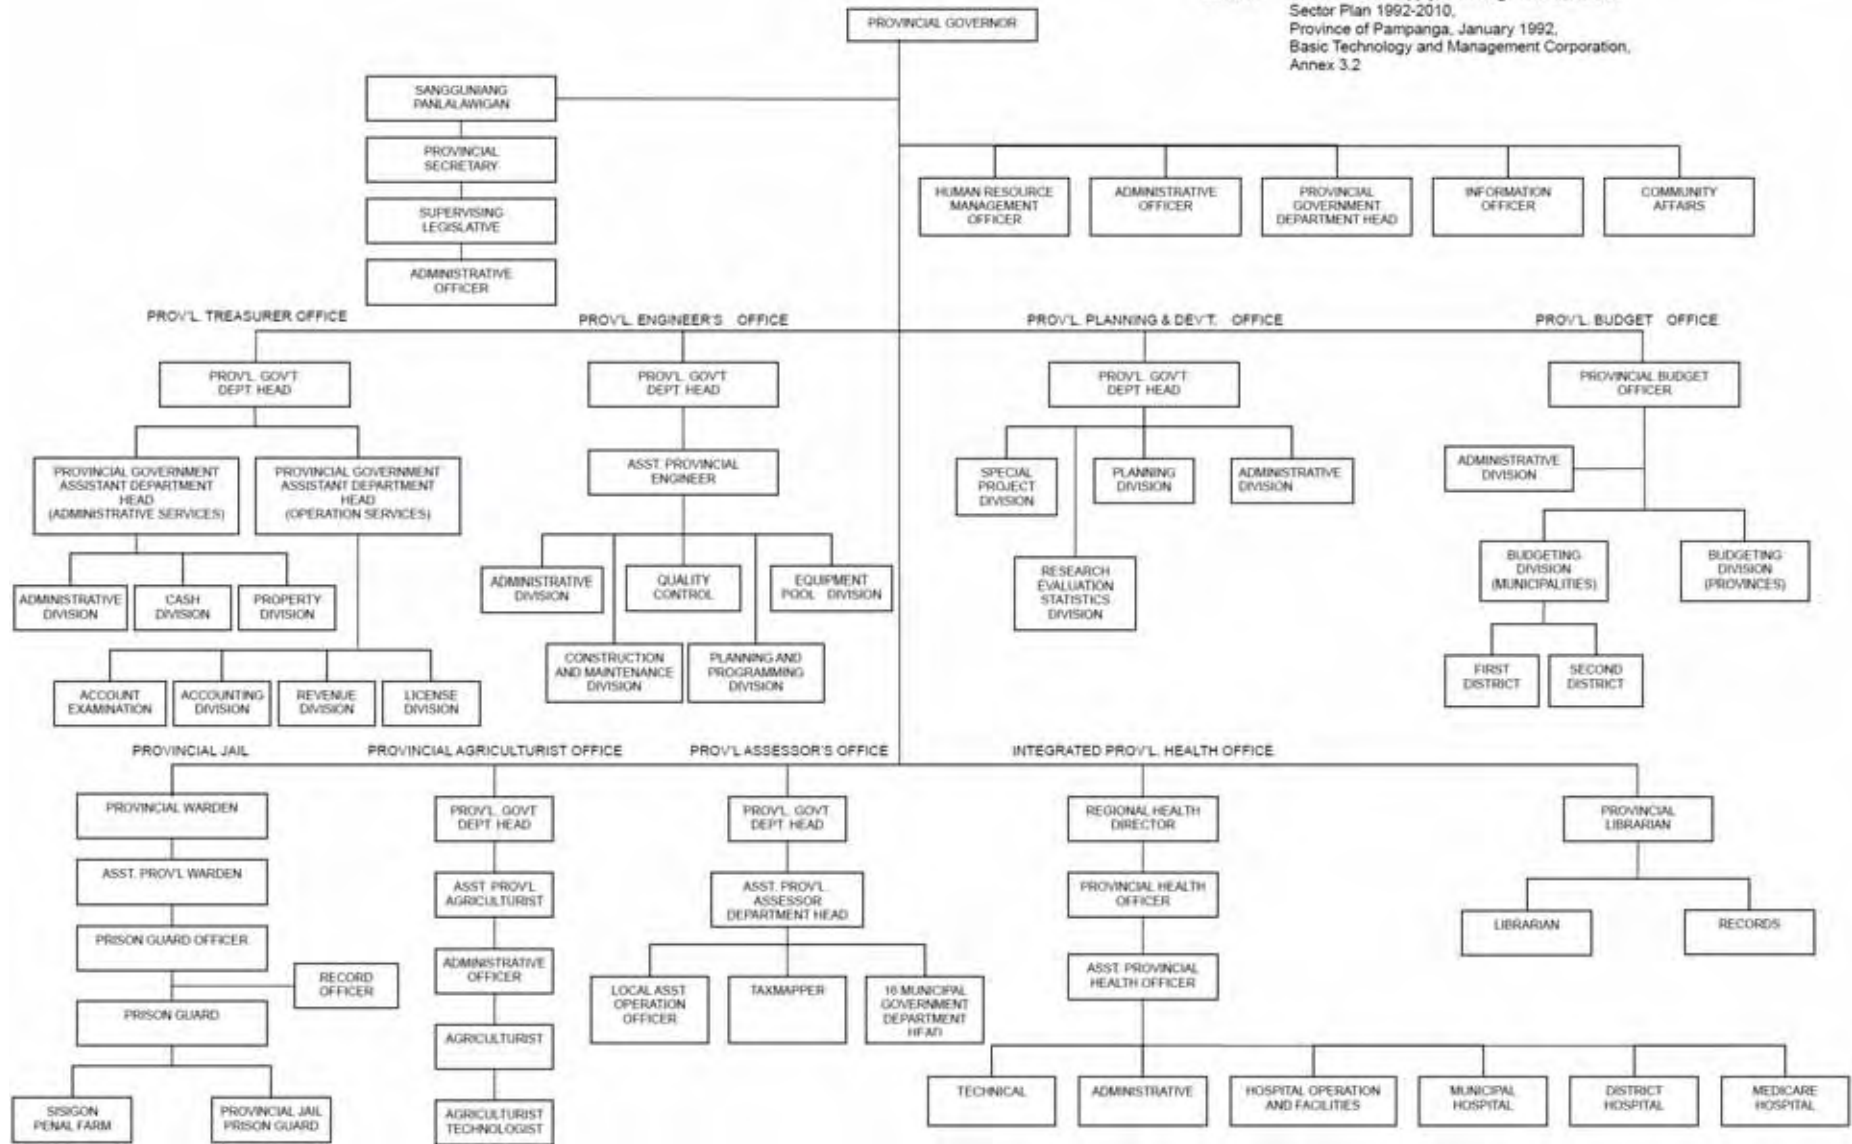 PROVINCIAL GOVERNOR
Sector Plan 1992-2010,
Province of Pampanga, January 1992,
Basic Technology and Management Corporation,
Annex 3.2
SANGGUNIANG
PANLALAWIGAN
PROVINCIAL
SECRETARY
SUPERVISING
LEGISLATIVE
ADMINISTRATIVE
OFFICER
HUMAN RESOURCE
MANAGEMENT
OFFICER
ADMINISTRATIVE
OFFICER
PROVINCIAL
GOVERNMENT
DEPARTMENT HEAD
INFORMATION
OFFICER
COMMUNITY
AFFAIRS
PROV'L. TREASURER OFFICE
PROV'L. ENGINEER'S OFFICE
PROV'L. PLANNING & DEV'T. OFFICE
PROV'L. BUDGET OFFICE
PROV'L. GOV'T
DEPT. HEAD
PROV'L. GOV'T
DEPT. HEAD
PROV'L. GOV'T
DEPT. HEAD
PROVINCIAL BUDGET
OFFICER
PROVINCIAL GOVERNMENT
ASSISTANT DEPARTMENT
HEAD
(ADMINISTRATIVE SERVICES)
PROVINCIAL GOVERNMENT
ASSISTANT DEPARTMENT
HEAD
(OPERATION SERVICES)
ASST. PROVINCIAL
ENGINEER
SPECIAL
PROJECT
DIVISION
PLANNING
DIVISION
ADMINISTRATIVE
DIVISION
ADMINISTRATIVE
DIVISION
ADMINISTRATIVE
DIVISION
CASH
DIVISION
PROPERTY
DIVISION
ADMINISTRATIVE
DIVISION
QUALITY
CONTROL
EQUIPMENT
POOL DIVISION
RESEARCH
EVALUATION
STATISTICS
DIVISION
BUDGETING
DIVISION
(MUNICIPALITIES)
BUDGETING
DIVISION
(PROVINCES)
ACCOUNT
EXAMINATION
ACCOUNTING
DIVISION
REVENUE
DIVISION
LICENSE
DIVISION
CONSTRUCTION
AND MAINTENANCE
DIVISION
PLANNING AND
PROGRAMMING
DIVISION
FIRST
DISTRICT
SECOND
DISTRICT
PROVINCIAL JAIL
PROVINCIAL AGRICULTURIST OFFICE
PROV'L ASSESSOR'S OFFICE
INTEGRATED PROV'L. HEALTH OFFICE
PROVINCIAL WARDEN
PROV'L. GOVT
DEPT. HEAD
PROV'L. GOVT
DEPT. HEAD
REGIONAL HEALTH
DIRECTOR
PROVINCIAL
LIBRARIAN
ASST. PROV'L WARDEN
ASST. PROV'L
AGRICULTURIST
ASST. PROV'L.
ASSESSOR
DEPARTMENT HEAD
PROVINCIAL HEALTH
OFFICER
LIBRARIAN
RECORDS
PRISON GUARD OFFICER
RECORD
OFFICER
ADMINISTRATIVE
OFFICER
LOCAL ASST
OPERATION
OFFICER
TAXMAPPER
16 MUNICIPAL
GOVERNMENT
DEPARTMENT
HEAD
ASST. PROVINCIAL
HEALTH OFFICER
PRISON GUARD
AGRICULTURIST
SISIGON
PENAL FARM
PROVINCIAL JAIL
PRISON GUARD
AGRICULTURIST
TECHNOLOGIST
TECHNICAL
ADMINISTRATIVE
HOSPITAL OPERATION
AND FACILITIES
MUNICIPAL
HOSPITAL
DISTRICT
HOSPITAL
MEDICARE
HOSPITAL